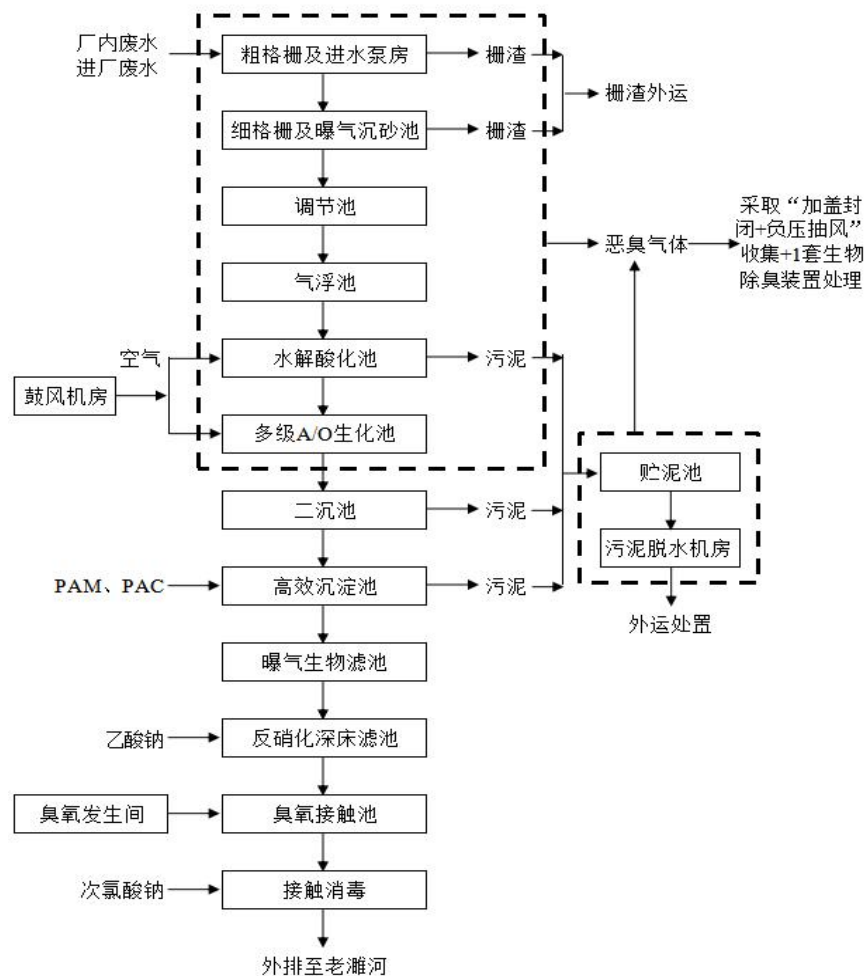 厂内废水
进厂废水
粗格栅及进水泵房
栅渣
栅渣外运
细格栅及曝气沉砂池
栅渣
调节池
恶臭气体
采取“加盖封
闭+负压抽风”
收集+1套生物
除臭装置处理
气浮池
空气
水解酸化池
污泥
鼓风机房
多级A/O生化池
贮泥池
二沉池
污泥
污泥脱水机房
PAM、PAC
高效沉淀池
污泥
外运处置
曝气生物滤池
乙酸钠
反硝化深床滤池
臭氧发生间
臭氧接触池
次氯酸钠
接触消毒
外排至老濉河